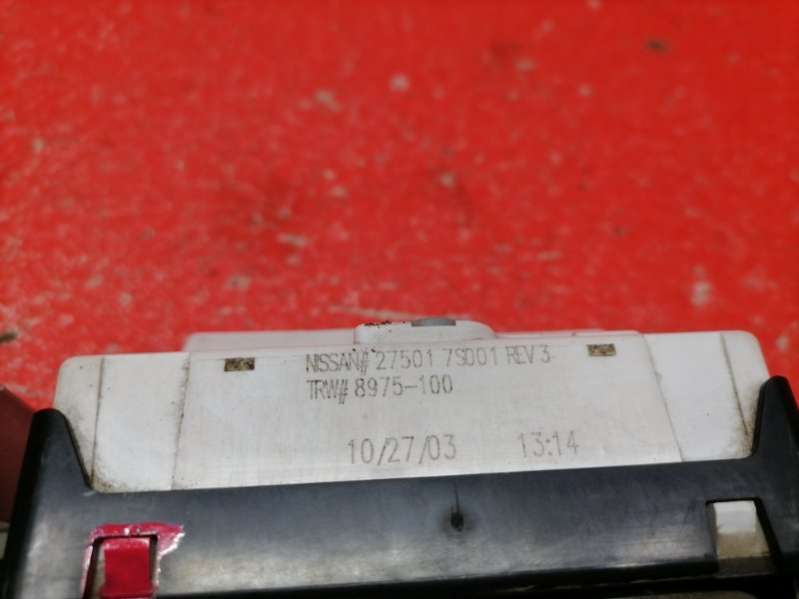 NISSAN# 27501 7S001 REV 3
TRW# 8975-100
10/27/03 13:14